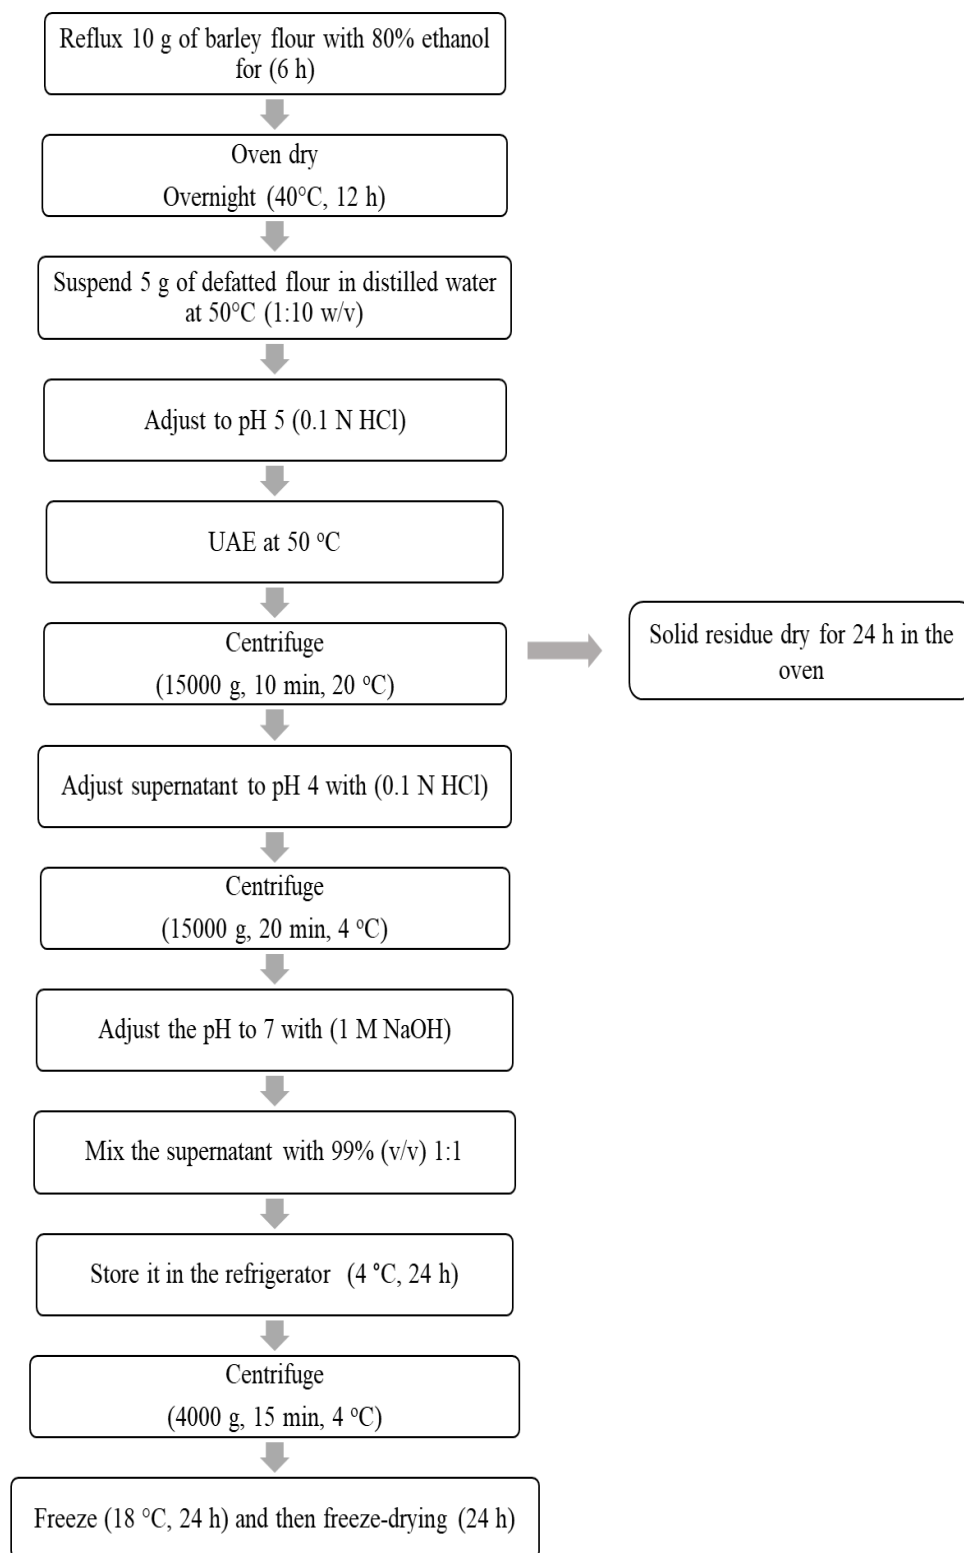 Reflux 10 g of barley flour with 80% ethanol
for (6 h)
Oven dry
Overnight (40°C, 12 h)
Suspend 5 g of defatted flour in distilled water
at 50°C (1:10 w/v)
Adjust to pH 5 (0.1 N HCl)
UAE at 50 °C
Centrifuge
(15000 g, 10 min, 20 °C)
Solid residue dry for 24 h in the
oven
Adjust supernatant to pH 4 with (0.1 N HCl)
Centrifuge
(15000 g, 20 min, 4 °C)
Adjust the pH to 7 with (1 M NaOH)
Mix the supernatant with 99% (v/v) 1:1
Store it in the refrigerator (4 °C, 24 h)
Centrifuge
(4000 g, 15 min, 4 °C)
Freeze (18 °C, 24 h) and then freeze-drying (24 h)